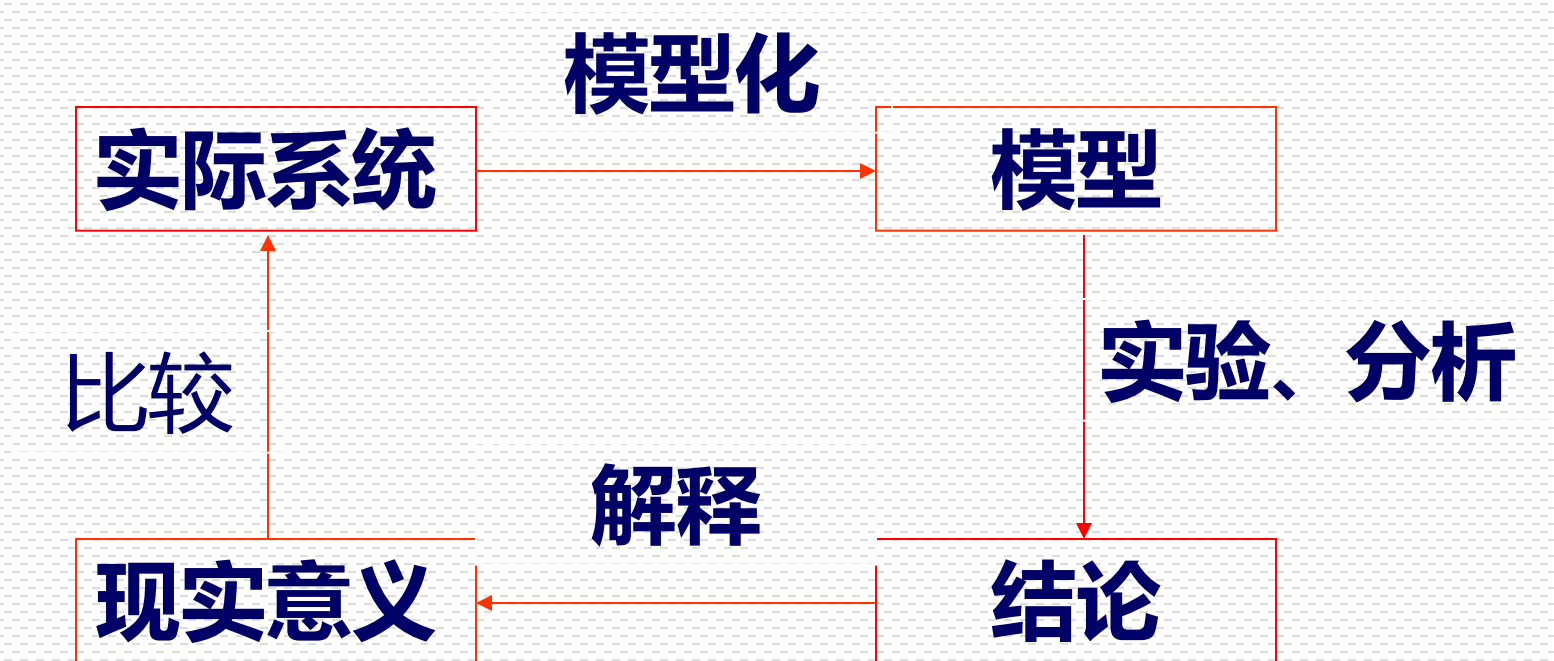 模型化
实际系统
模型
实验、分析
比较
解释
现实意义
结论